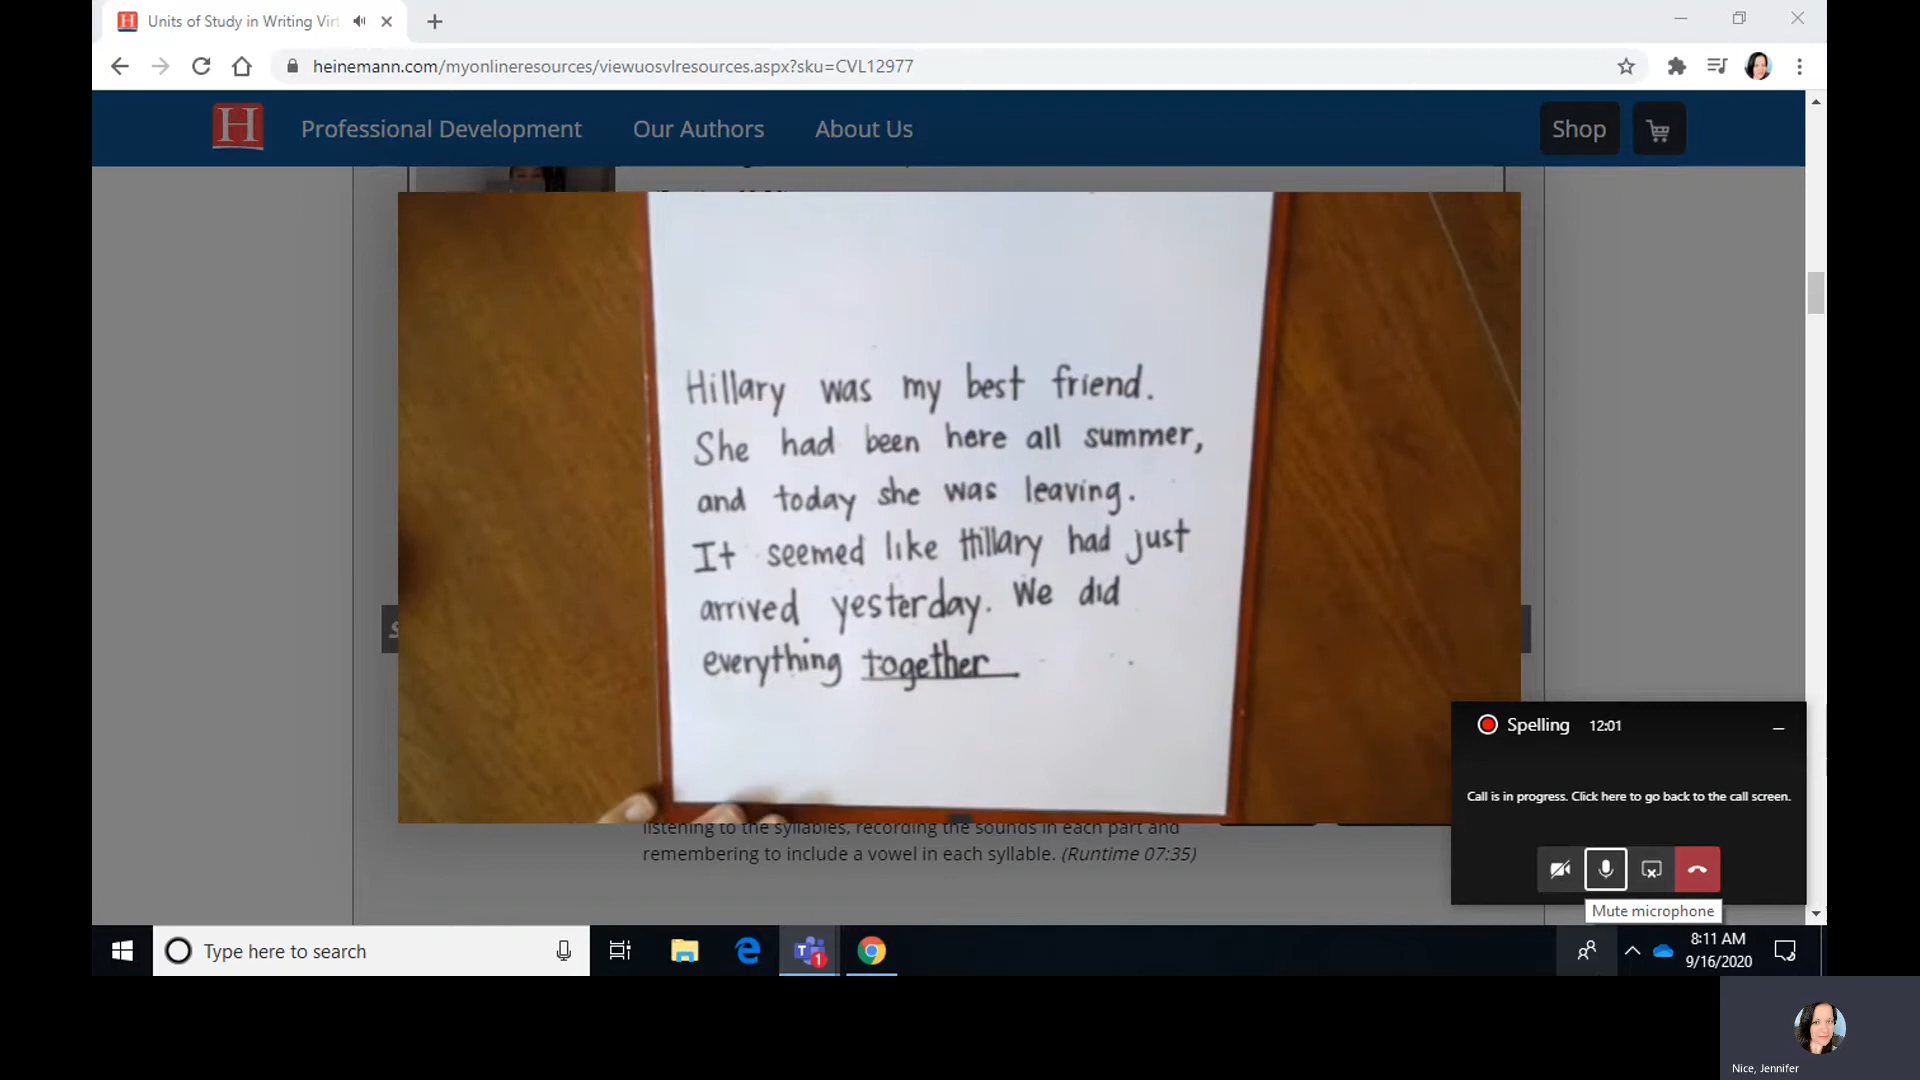 Units of Study in Writing Virt
heinemann.com/myonlineresources/viewuosvlresources.aspx?sku=CVL12977
H Professional Development Our Authors About Us Shop
Hillary was my best friend.
She had been here all summer,
and today she was leaving.
It seemed like Hillary had just
arrived yesterday. We did
everything together
Spelling 12:01
Call is in progress. Click here to go back to the call screen.
listening to the syllables, recording the sounds in each part and
remembering to include a vowel in each syllable. (Runtime 07:35)
Mute microphone
Type here to search
T 1
8:11 AM
9/16/2020
Nice, Jennifer